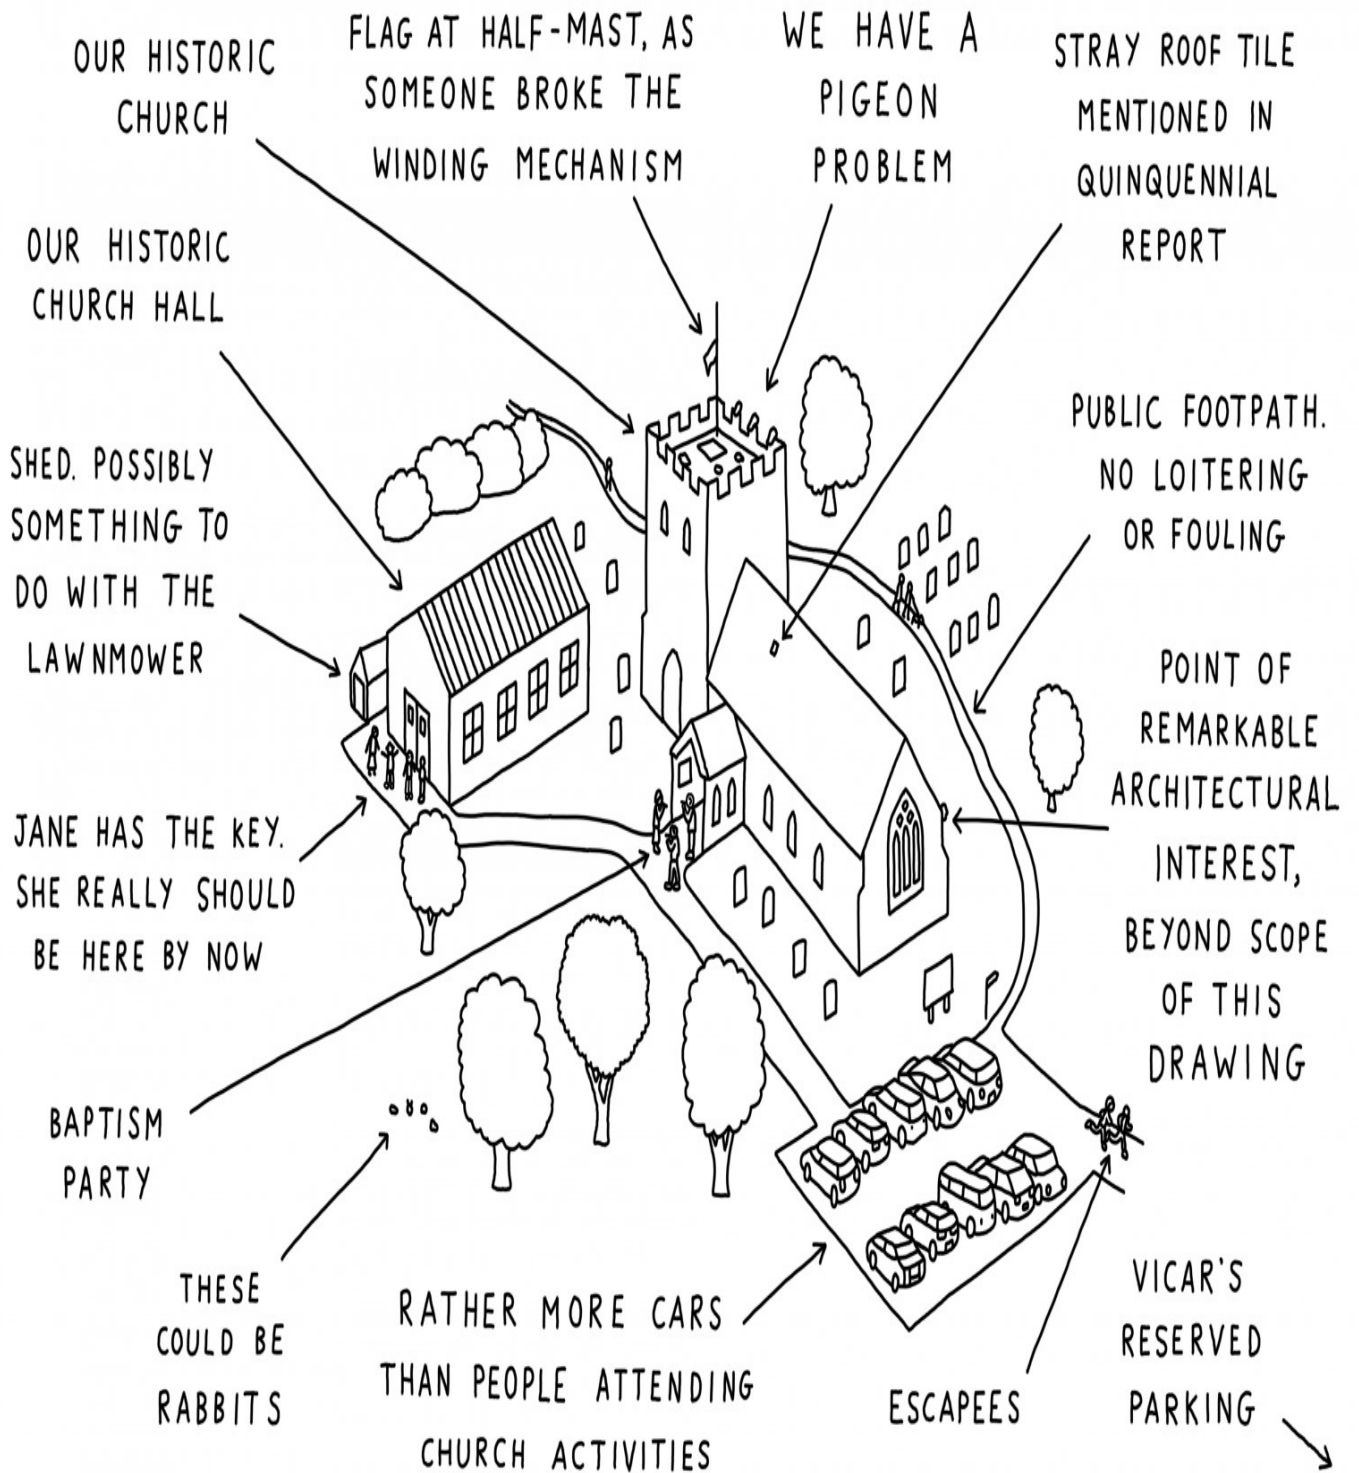 OUR HISTORIC
CHURCH
FLAG AT HALF-MAST, AS
SOMEONE BROKE THE
WINDING MECHANISM
WE HAVE A
PIGEON
PROBLEM
STRAY ROOF TILE
MENTIONED IN
QUINQUENNIAL
REPORT
OUR HISTORIC
CHURCH HALL
PUBLIC FOOTPATH.
NO LOITERING
OR FOULING
SHED. POSSIBLY
SOMETHING TO
DO WITH THE
LAWNMOWER
POINT OF
REMARKABLE
ARCHITECTURAL
INTEREST,
BEYOND SCOPE
OF THIS
DRAWING
JANE HAS THE KEY.
SHE REALLY SHOULD
BE HERE BY NOW
BAPTISM
PARTY
THESE
COULD BE
RABBITS
RATHER MORE CARS
THAN PEOPLE ATTENDING
CHURCH ACTIVITIES
ESCAPEES
VICAR'S
RESERVED
PARKING